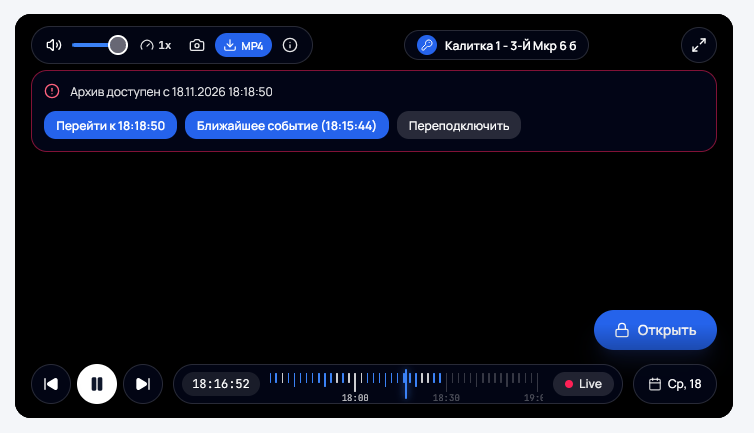 1x
MP4
Калитка 1 - 3-Й Мкр 6 б
Архив доступен с 18.11.2026 18:18:50
Перейти к 18:18:50
Ближайшее событие (18:15:44)
Переподключить
Открыть
18:16:52
18:00
18:30
Live
Ср, 18